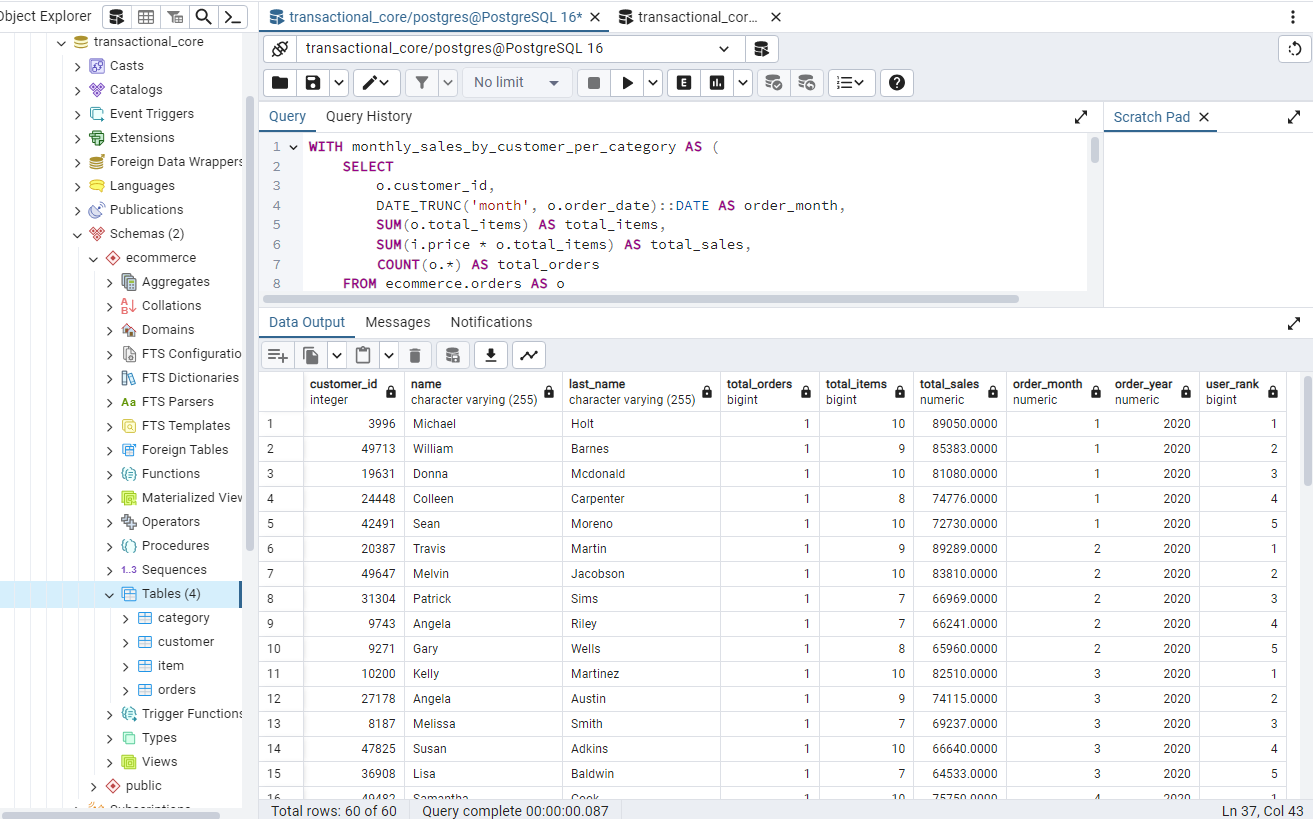 Object Explorer
transactional_core
Casts
Catalogs
Event Triggers
Extensions
Foreign Data Wrappers
Languages
Publications
Schemas (2)
ecommerce
Aggregates
Collations
Domains
FTS Configuratio
FTS Dictionaries
Aa FTS Parsers
FTS Templates
Foreign Tables
Functions
Materialized View
Operators
Procedures
1..3 Sequences
Tables (4)
category
customer
item
orders
Trigger Functions
Types
Views
public
Subscriptions
transactional_core/postgres@PostgreSQL 16*
transactional_cor...
transactional_core/postgres@PostgreSQL 16
No limit
E
Query Query History
Scratch Pad
1 WITH monthly_sales_by_customer_per_category AS (
2 SELECT
3 o.customer_id,
4 DATE_TRUNC('month', o.order_date)::DATE AS order_month,
5 SUM(o.total_items) AS total_items,
6 SUM(i.price * o.total_items) AS total_sales,
7 COUNT(o.*) AS total_orders
8 FROM ecommerce.orders AS o
Data Output Messages Notifications
customer_id name last_name total_orders total_items total_sales order_month order_year user_rank
integer character varying (255) character varying (255) bigint bigint numeric numeric numeric bigint
1 3996 Michael Holt 1 10 89050.0000 1 2020 1
2 49713 William Barnes 1 9 85383.0000 1 2020 2
3 19631 Donna Mcdonald 1 10 81080.0000 1 2020 3
4 24448 Colleen Carpenter 1 8 74776.0000 1 2020 4
5 42491 Sean Moreno 1 10 72730.0000 1 2020 5
6 20387 Travis Martin 1 9 89289.0000 2 2020 1
7 49647 Melvin Jacobson 1 10 83810.0000 2 2020 2
8 31304 Patrick Sims 1 7 66969.0000 2 2020 3
9 9743 Angela Riley 1 7 66241.0000 2 2020 4
10 9271 Gary Wells 1 8 65960.0000 2 2020 5
11 10200 Kelly Martinez 1 10 82510.0000 3 2020 1
12 27178 Angela Austin 1 9 74115.0000 3 2020 2
13 8187 Melissa Smith 1 7 69237.0000 3 2020 3
14 47825 Susan Adkins 1 10 66640.0000 3 2020 4
15 36908 Lisa Baldwin 1 7 64533.0000 3 2020 5
16 49482 Samantha Cook 1 10 75750.0000 4 2020 1
Total rows: 60 of 60 Query complete 00:00:00.087 Ln 37, Col 43